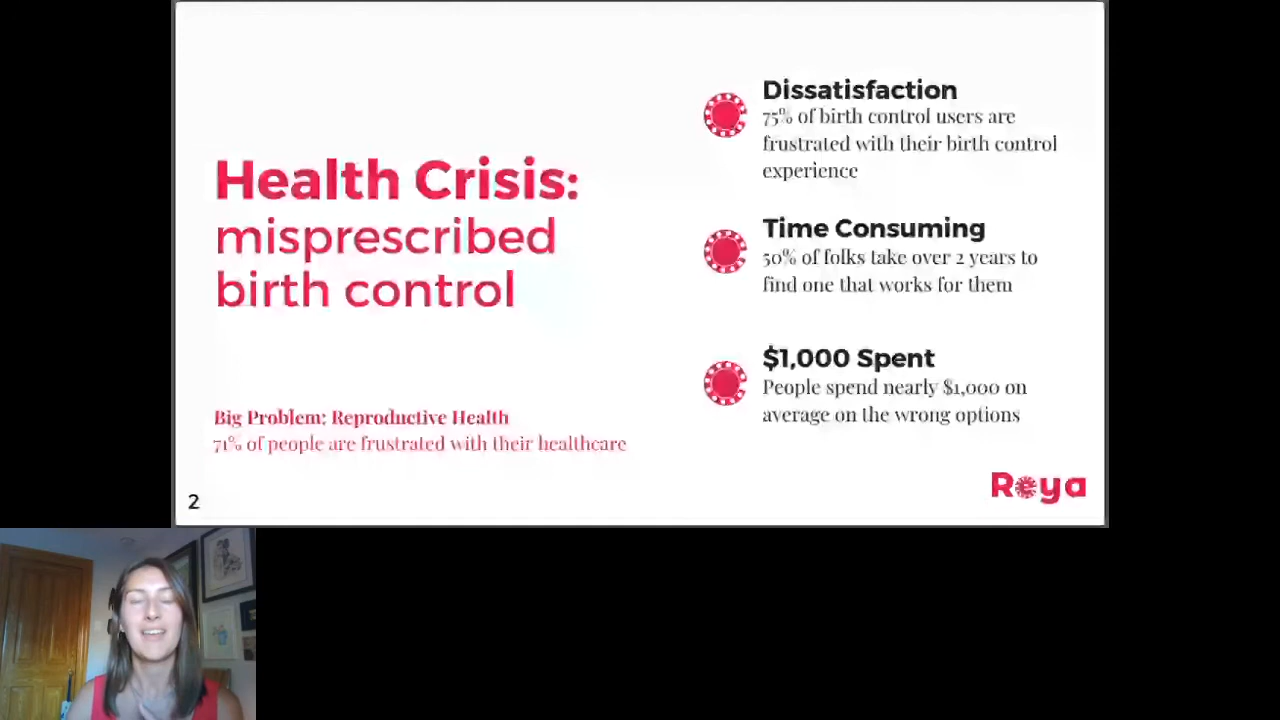 Health Crisis:
misprescribed
birth control
Big Problem: Reproductive Health
71% of people are frustrated with their healthcare
2
Dissatisfaction
75% of birth control users are
frustrated with their birth control
experience
Time Consuming
50% of folks take over 2 years to
find one that works for them
$1,000 Spent
People spend nearly $1,000 on
average on the wrong options
Reya